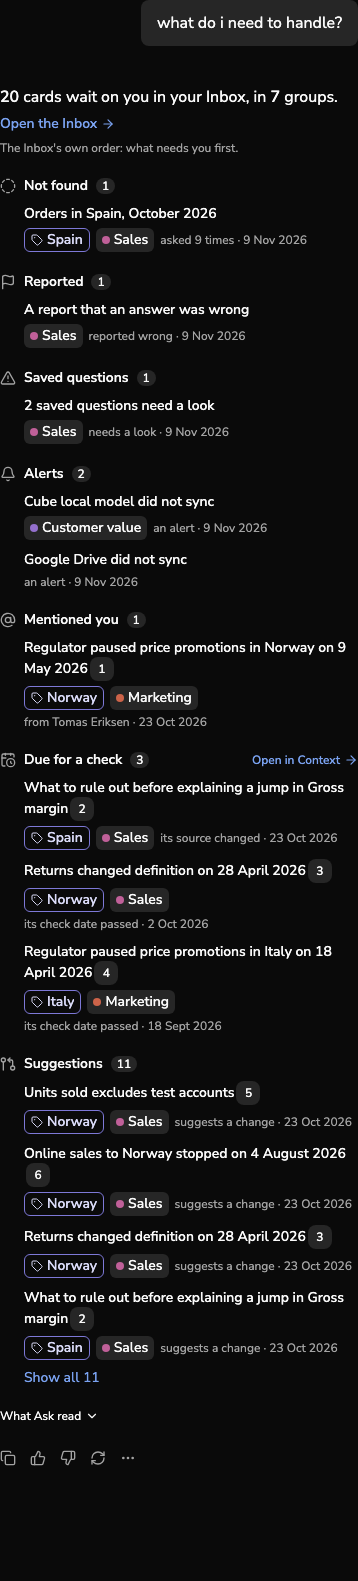 what do i need to handle?
20 cards wait on you in your Inbox, in 7 groups.
Open the Inbox →
The Inbox's own order: what needs you first.
Not found 1
Orders in Spain, October 2026
Spain Sales asked 9 times · 9 Nov 2026
Reported 1
A report that an answer was wrong
Sales reported wrong · 9 Nov 2026
Saved questions 1
2 saved questions need a look
Sales needs a look · 9 Nov 2026
Alerts 2
Cube local model did not sync
Customer value an alert · 9 Nov 2026
Google Drive did not sync
an alert · 9 Nov 2026
Mentioned you 1
Regulator paused price promotions in Norway on 9
May 2026 1
Norway Marketing
from Tomas Eriksen · 23 Oct 2026
Due for a check 3 Open in Context →
What to rule out before explaining a jump in Gross
margin 2
Spain Sales its source changed · 23 Oct 2026
Returns changed definition on 28 April 2026 3
Norway Sales
its check date passed · 2 Oct 2026
Regulator paused price promotions in Italy on 18
April 2026 4
Italy Marketing
its check date passed · 18 Sept 2026
Suggestions 11
Units sold excludes test accounts 5
Norway Sales suggests a change · 23 Oct 2026
Online sales to Norway stopped on 4 August 2026
6
Norway Sales suggests a change · 23 Oct 2026
Returns changed definition on 28 April 2026 3
Norway Sales suggests a change · 23 Oct 2026
What to rule out before explaining a jump in Gross
margin 2
Spain Sales suggests a change · 23 Oct 2026
Show all 11
What Ask read